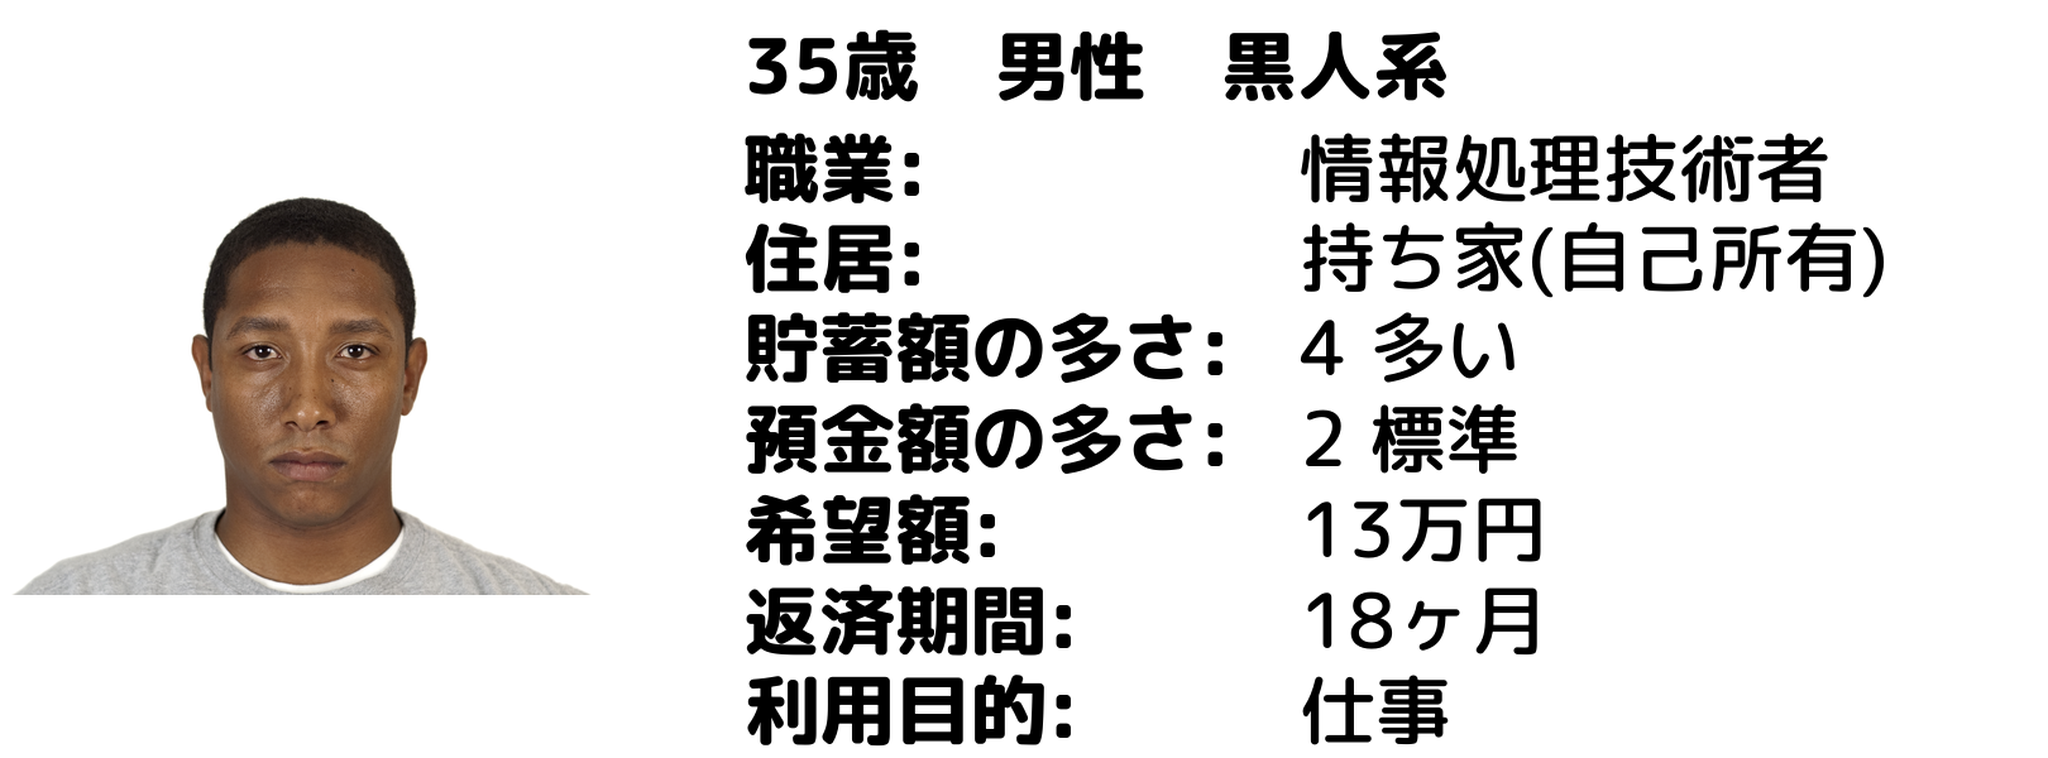 35歳　男性　黒人系
職業: 情報処理技術者
住居: 持ち家(自己所有)
貯蓄額の多さ: 4 多い
預金額の多さ: 2 標準
希望額: 13万円
返済期間: 18ヶ月
利用目的: 仕事